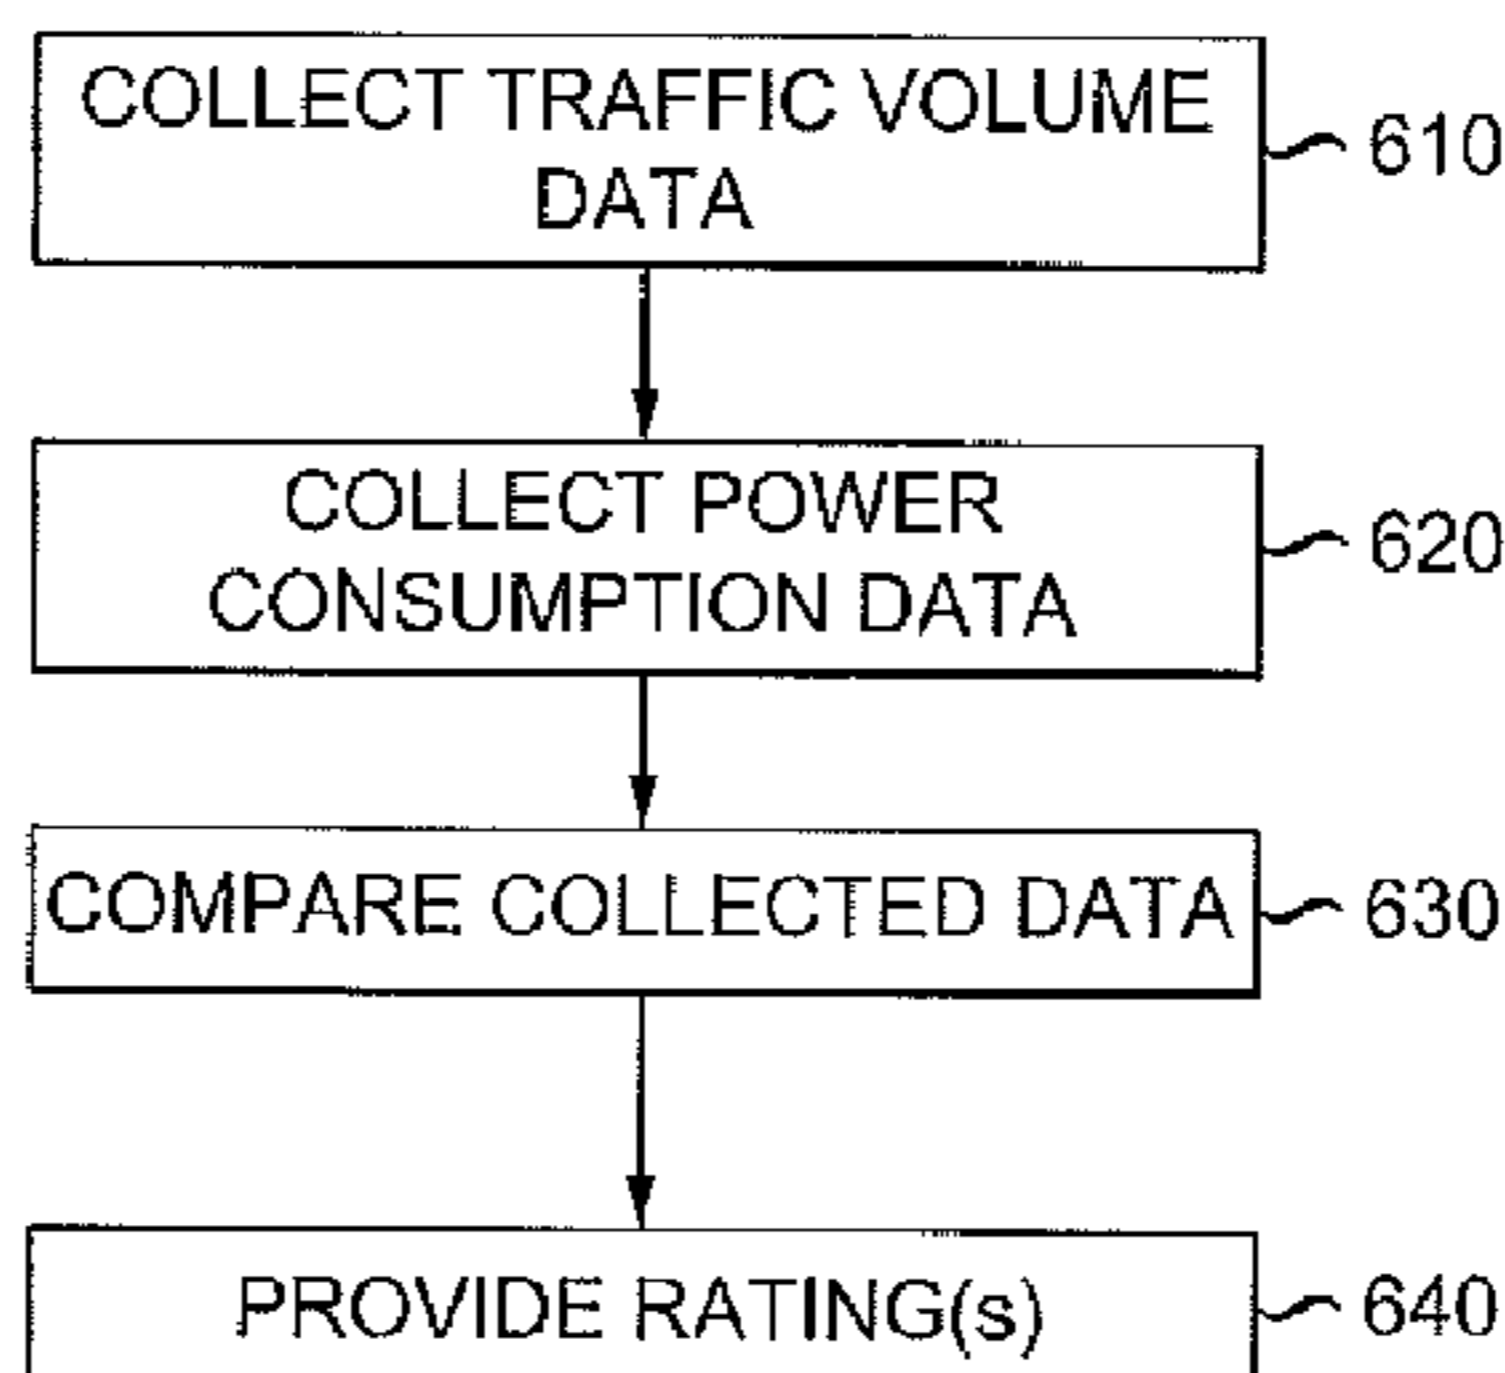 COLLECT TRAFFIC VOLUME
DATA
610
COLLECT POWER
CONSUMPTION DATA
620
COMPARE COLLECTED DATA
630
PROVIDE RATING(s)
640